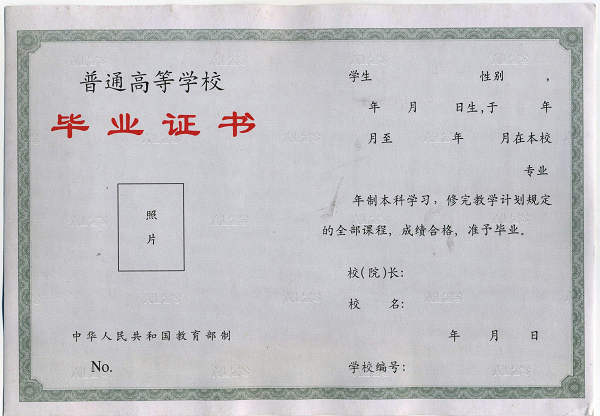 普通高等学校
毕业证书
照
片
中华人民共和国教育部制
No.
学生 性别 ,
年 月 日生,于 年
月至 年 月在本校
专业
年制本科学习,修完教学计划规定
的全部课程,成绩合格,准予毕业。
校(院)长:
校 名:
年 月 日
学校编号: